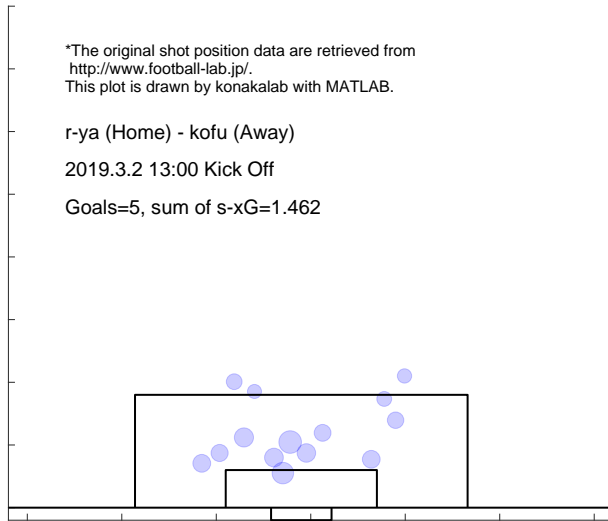 *The original shot position data are retrieved from
http://www.football-lab.jp/.
This plot is drawn by konakalab with MATLAB.
r-ya (Home) - kofu (Away)
2019.3.2 13:00 Kick Off
Goals=5, sum of s-xG=1.462